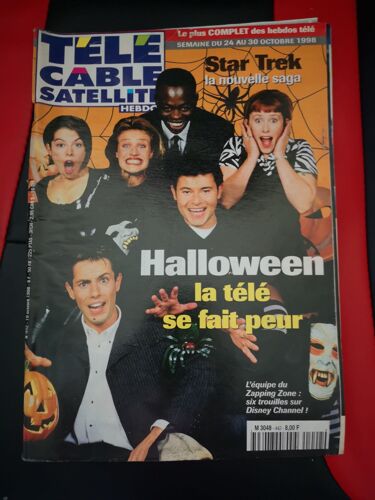 Le plus COMPLET des hebdos télé
SEMAINE DU 24 AU 30 OCTOBRE 1998
TÉLÉ
CABLE
SATELLITE
HEBDO
Star Trek
la nouvelle saga
Halloween
la télé
se fait peur
L'équipe du
Zapping Zone :
six trouilles sur
Disney Channel !
M 3048 - 442 - 8,00 F